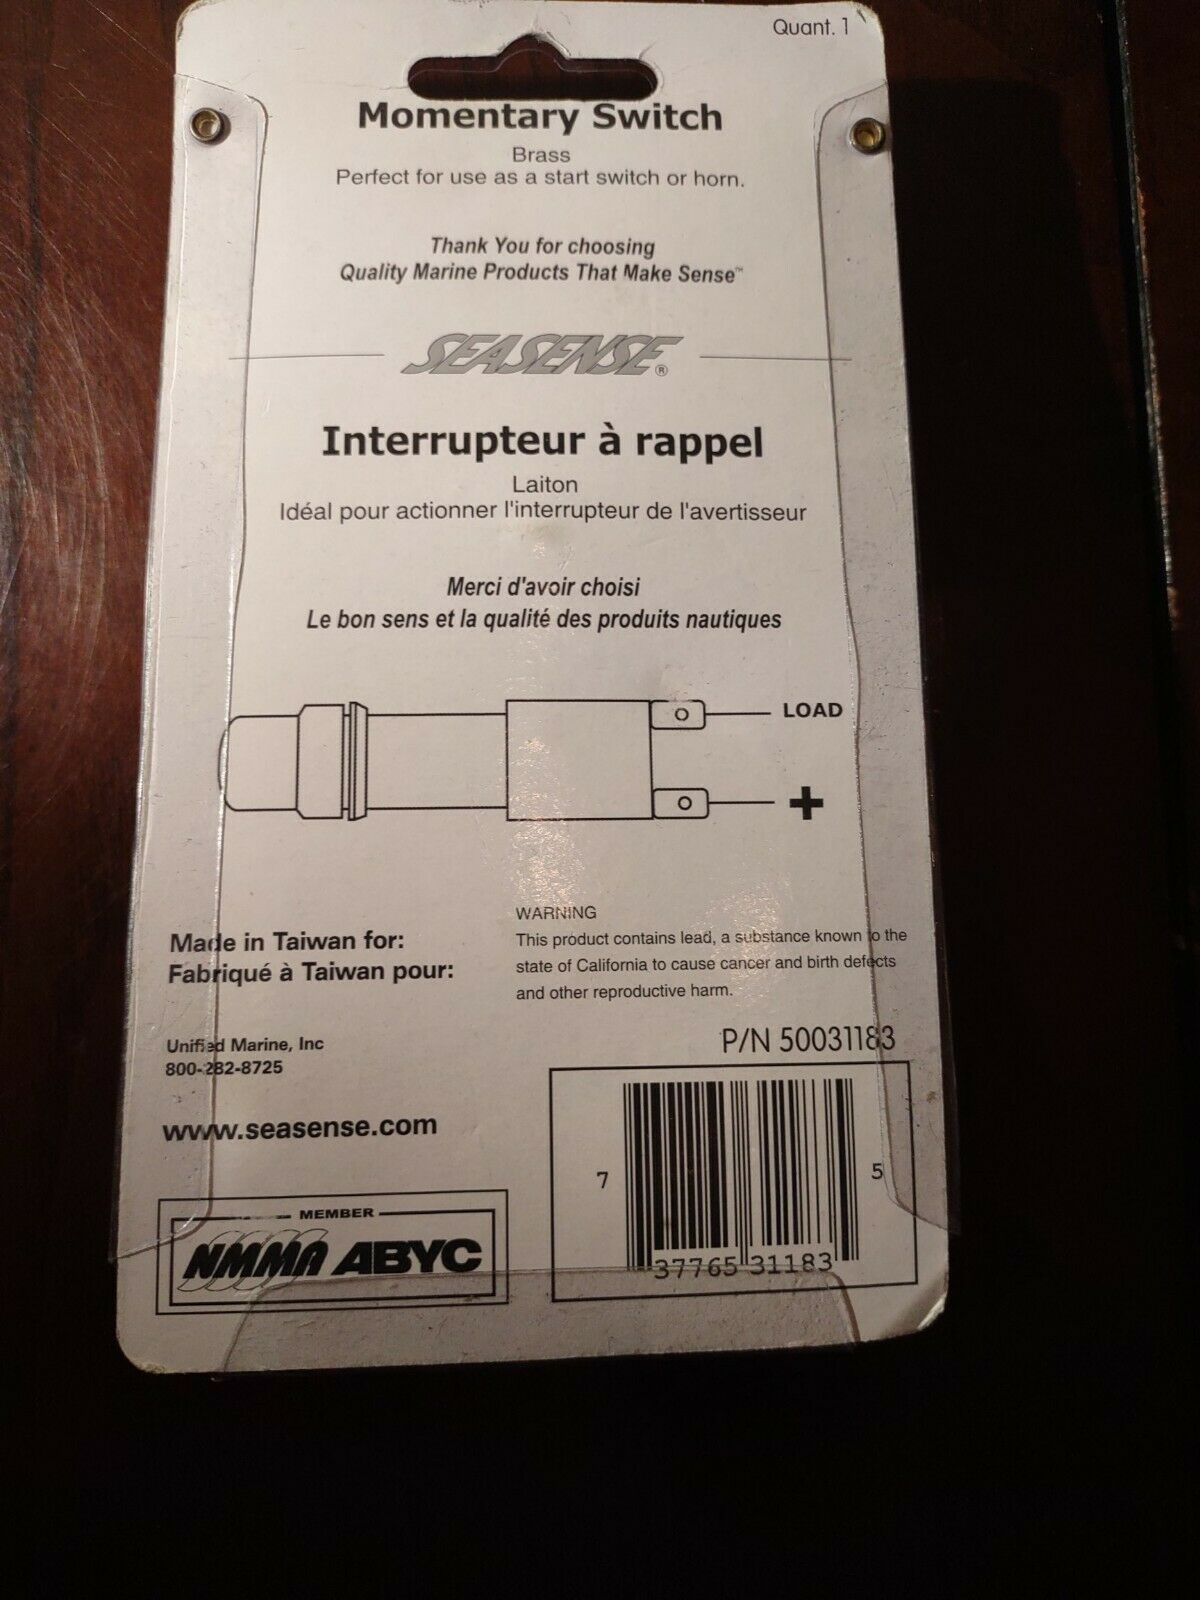 Quant. 1
Momentary Switch
Brass
Perfect for use as a start switch or horn.
Thank You for choosing
Quality Marine Products That Make Sense™
SEASENSE®
Interrupteur à rappel
Laiton
Idéal pour actionner l'interrupteur de l'avertisseur
Merci d'avoir choisi
Le bon sens et la qualité des produits nautiques
LOAD
+
Made in Taiwan for:
Fabriqué à Taiwan pour:
Unified Marine, Inc
800-282-8725
www.seasense.com
WARNING
This product contains lead, a substance known to the
state of California to cause cancer and birth defects
and other reproductive harm.
P/N 50031183
MEMBER
NMMA ABYC
7 37765 31183 5